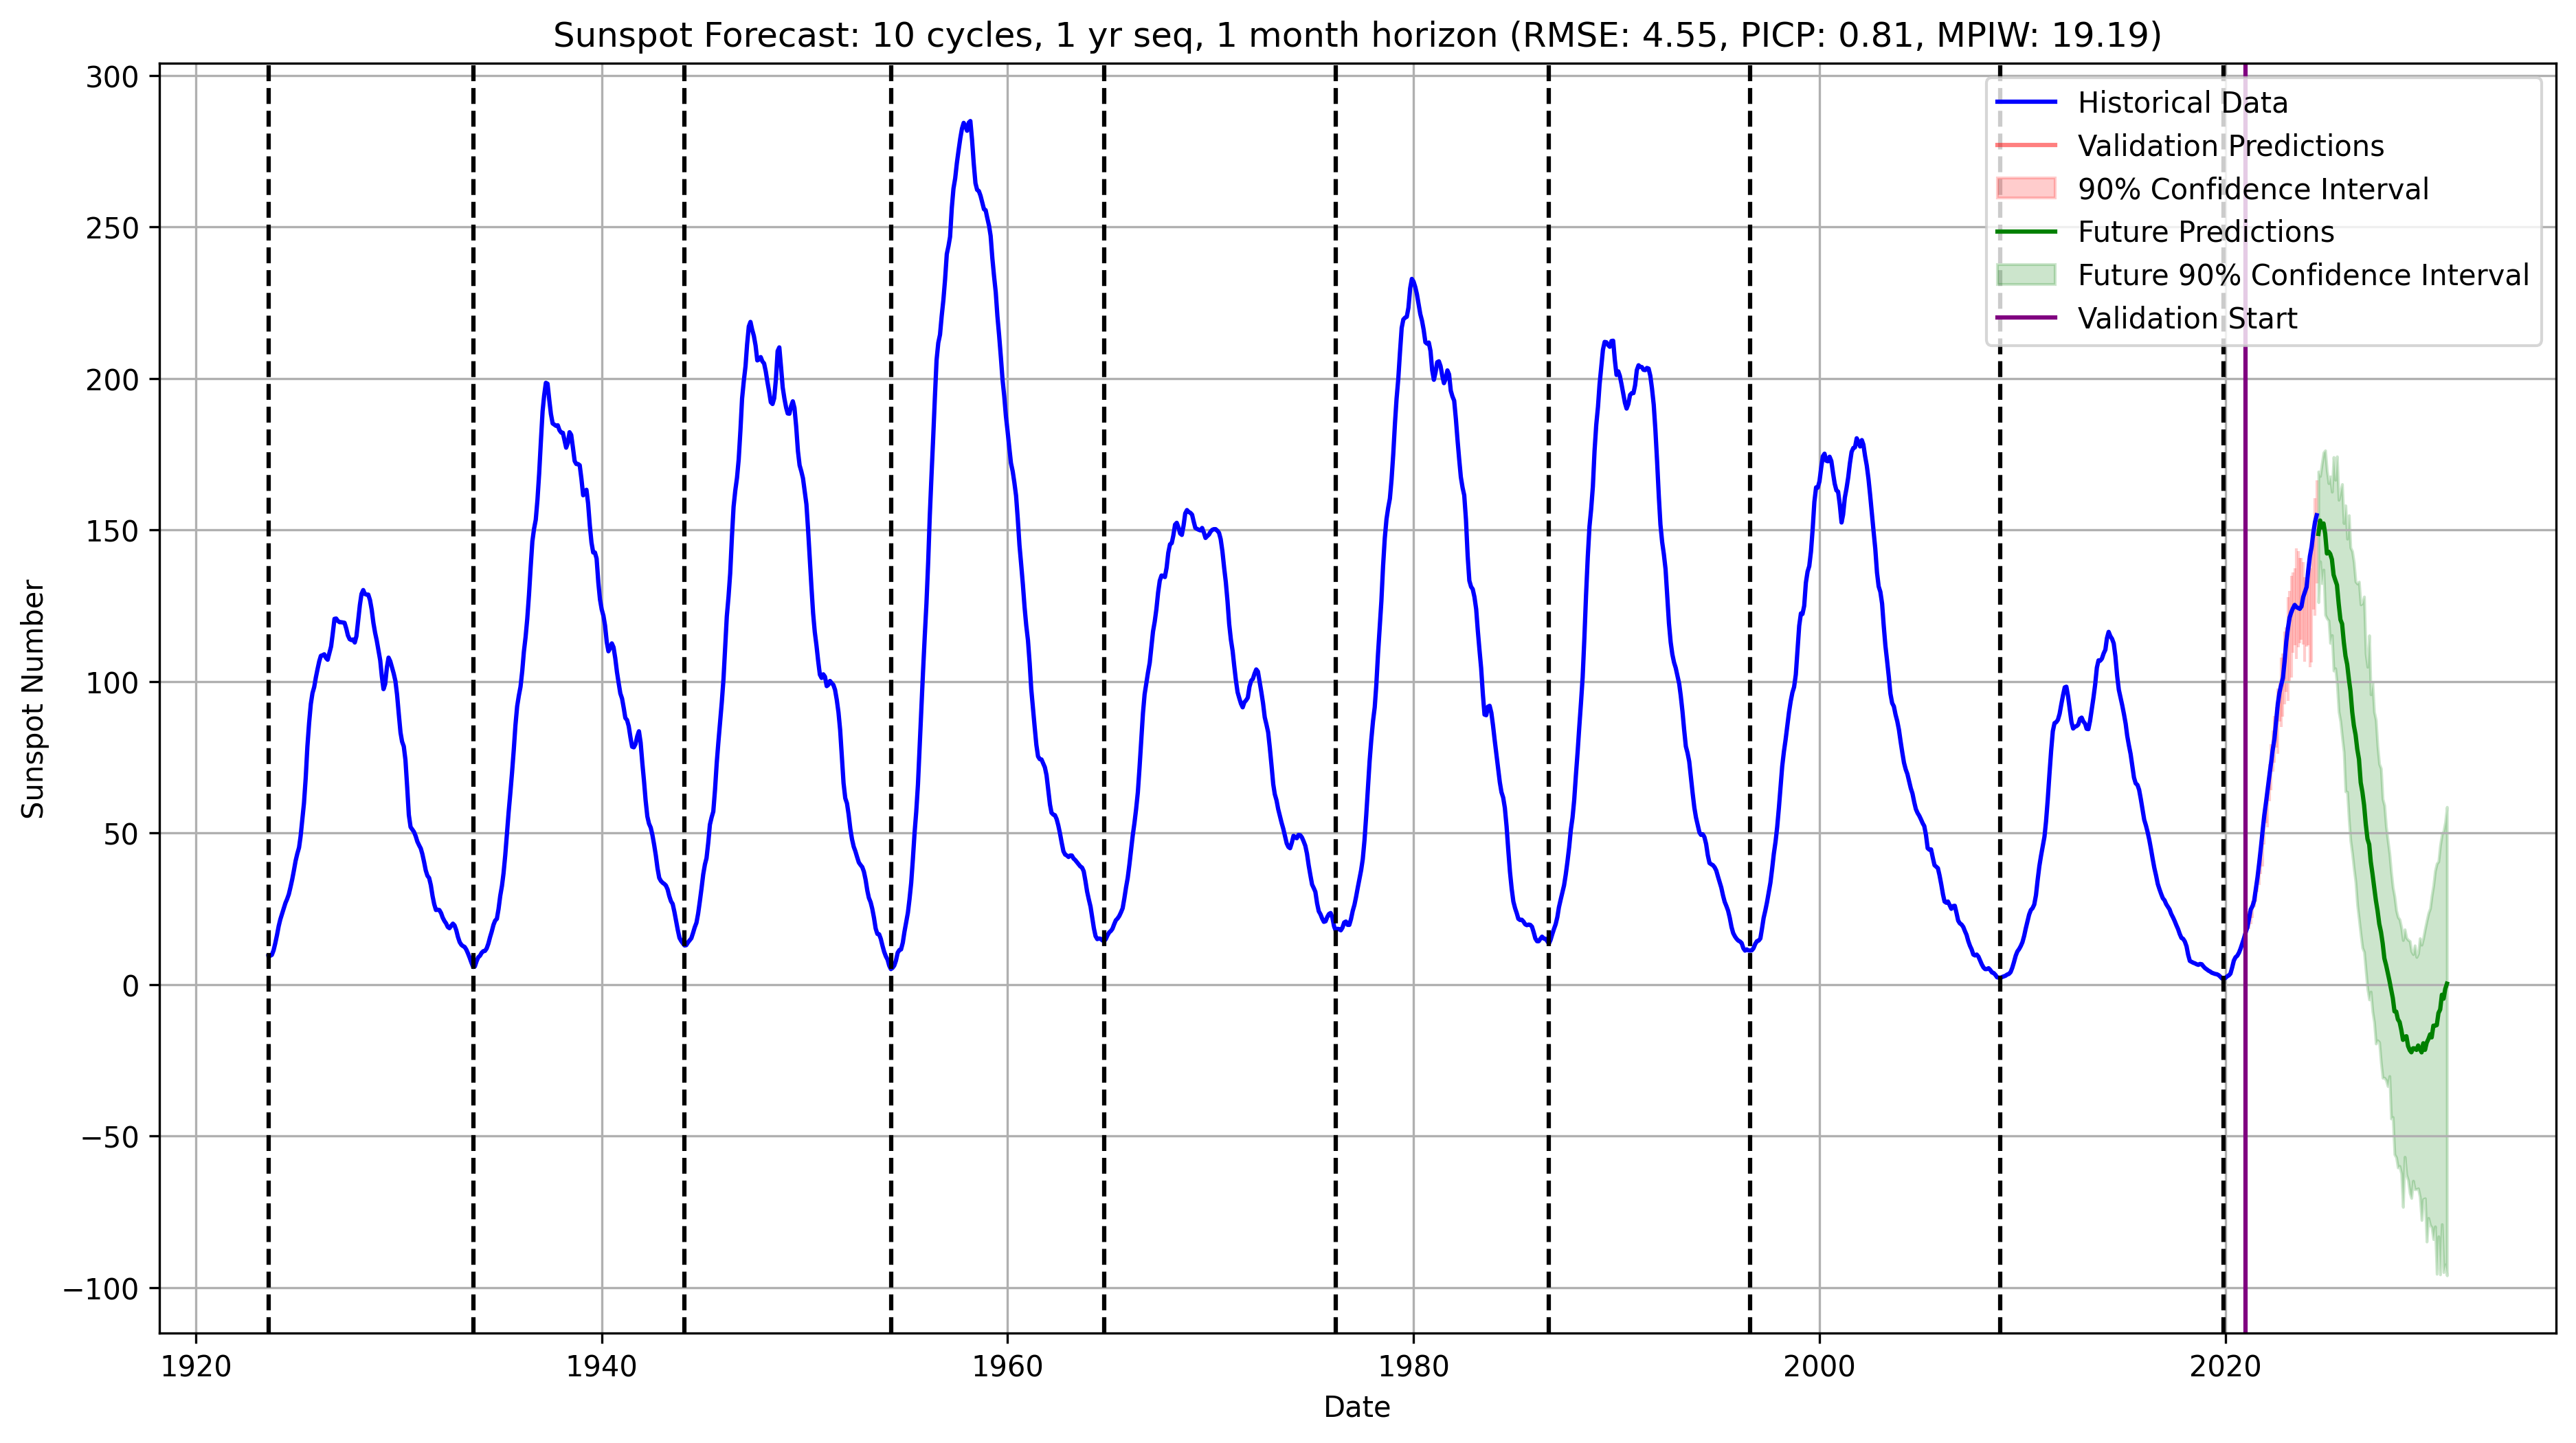 Sunspot Forecast: 10 cycles, 1 yr seq, 1 month horizon (RMSE: 4.55, PICP: 0.81, MPIW: 19.19)
300
250
200
150
100
50
0
−50
−100
Sunspot Number
Historical Data
Validation Predictions
90% Confidence Interval
Future Predictions
Future 90% Confidence Interval
Validation Start
1920 1940 1960 1980 2000 2020
Date